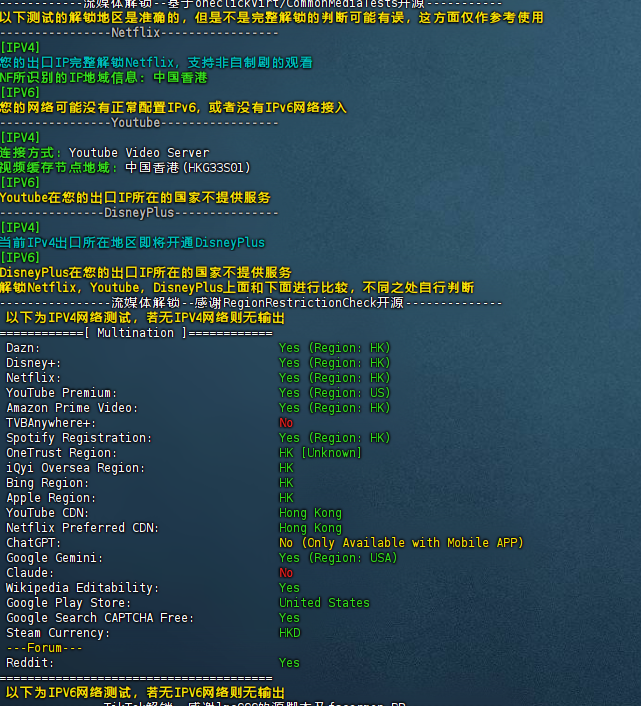 ------------流媒体解锁--基于oneclickVirt/CommonMediaTests开源-----------
以下测试的解锁地区是准确的，但是不是完整解锁的判断可能有误，这方面仅作参考使用
----------------Netflix-----------------
[IPV4]
您的出口IP完整解锁Netflix，支持非自制剧的观看
NF所识别的IP地域信息：中国香港
[IPV6]
您的网络可能没有正常配置IPv6，或者没有IPv6网络接入
----------------Youtube-----------------
[IPV4]
连接方式: Youtube Video Server
视频缓存节点地域: 中国香港(HKG33S01)
[IPV6]
Youtube在您的出口IP所在的国家不提供服务
---------------DisneyPlus---------------
[IPV4]
当前IPv4出口所在地区即将开通DisneyPlus
[IPV6]
DisneyPlus在您的出口IP所在的国家不提供服务
解锁Netflix，Youtube，DisneyPlus上面和下面进行比较，不同之处自行判断
----------------流媒体解锁--感谢RegionRestrictionCheck开源--------------
以下为IPV4网络测试，若无IPV4网络则无输出
============[ Multination ]============
Dazn: Yes (Region: HK)
Disney+: Yes (Region: HK)
Netflix: Yes (Region: HK)
YouTube Premium: Yes (Region: US)
Amazon Prime Video: Yes (Region: HK)
TVBAnywhere+: No
Spotify Registration: Yes (Region: HK)
OneTrust Region: HK [Unknown]
iQyi Oversea Region: HK
Bing Region: HK
Apple Region: HK
YouTube CDN: Hong Kong
Netflix Preferred CDN: Hong Kong
ChatGPT: No (Only Available with Mobile APP)
Google Gemini: Yes (Region: USA)
Claude: No
Wikipedia Editability: Yes
Google Play Store: United States
Google Search CAPTCHA Free: Yes
Steam Currency: HKD
---Forum---
Reddit: Yes
=======================================
以下为IPV6网络测试，若无IPV6网络则无输出